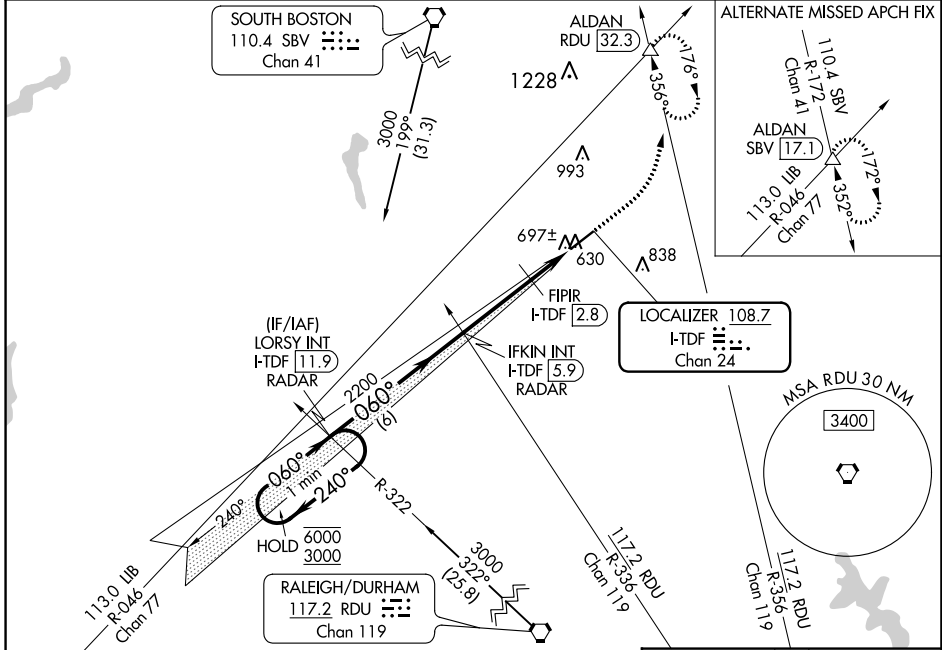 SOUTH BOSTON
110.4 SBV
Chan 41
3000
199°
(31.3)
ALDAN
RDU 32.3
1228
176°
356°
993
697±
630
838
ALTERNATE MISSED APCH FIX
110.4 SBV
R-172
Chan 41
ALDAN
SBV 17.1
172°
352°
113.0 LIB
R-046
Chan 77
FIPIR
I-TDF 2.8
LOCALIZER 108.7
I-TDF
Chan 24
(IF/IAF)
LORSY INT
I-TDF 11.9
RADAR
IFKIN INT
I-TDF 5.9
RADAR
2200
060°
(6)
060°
1 min
240°
240°
HOLD 6000
3000
R-322
3000
322°
(25.8)
MSA RDU 30 NM
3400
113.0 LIB
R-046
Chan 77
RALEIGH/DURHAM
117.2 RDU
Chan 119
117.2 RDU
R-336
Chan 119
117.2 RDU
R-356
Chan 119